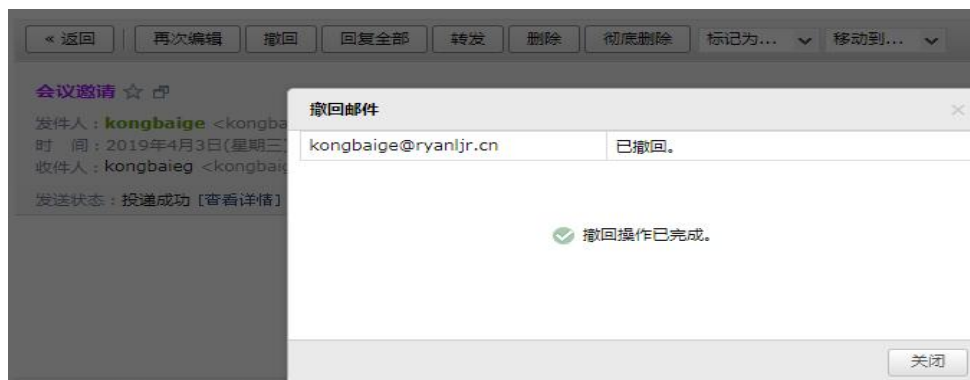 « 返回 再次编辑 撤回 回复全部 转发 删除 彻底删除 标记为... 移动到...
会议邀请
撤回邮件
发件人：kongbaige <kongba
kongbaige@ryanljr.cn 已撤回。
时 间：2019年4月3日(星期三
收件人：kongbaieg <kongbaig
发送状态：投递成功 [查看详情]
撤回操作已完成。
关闭